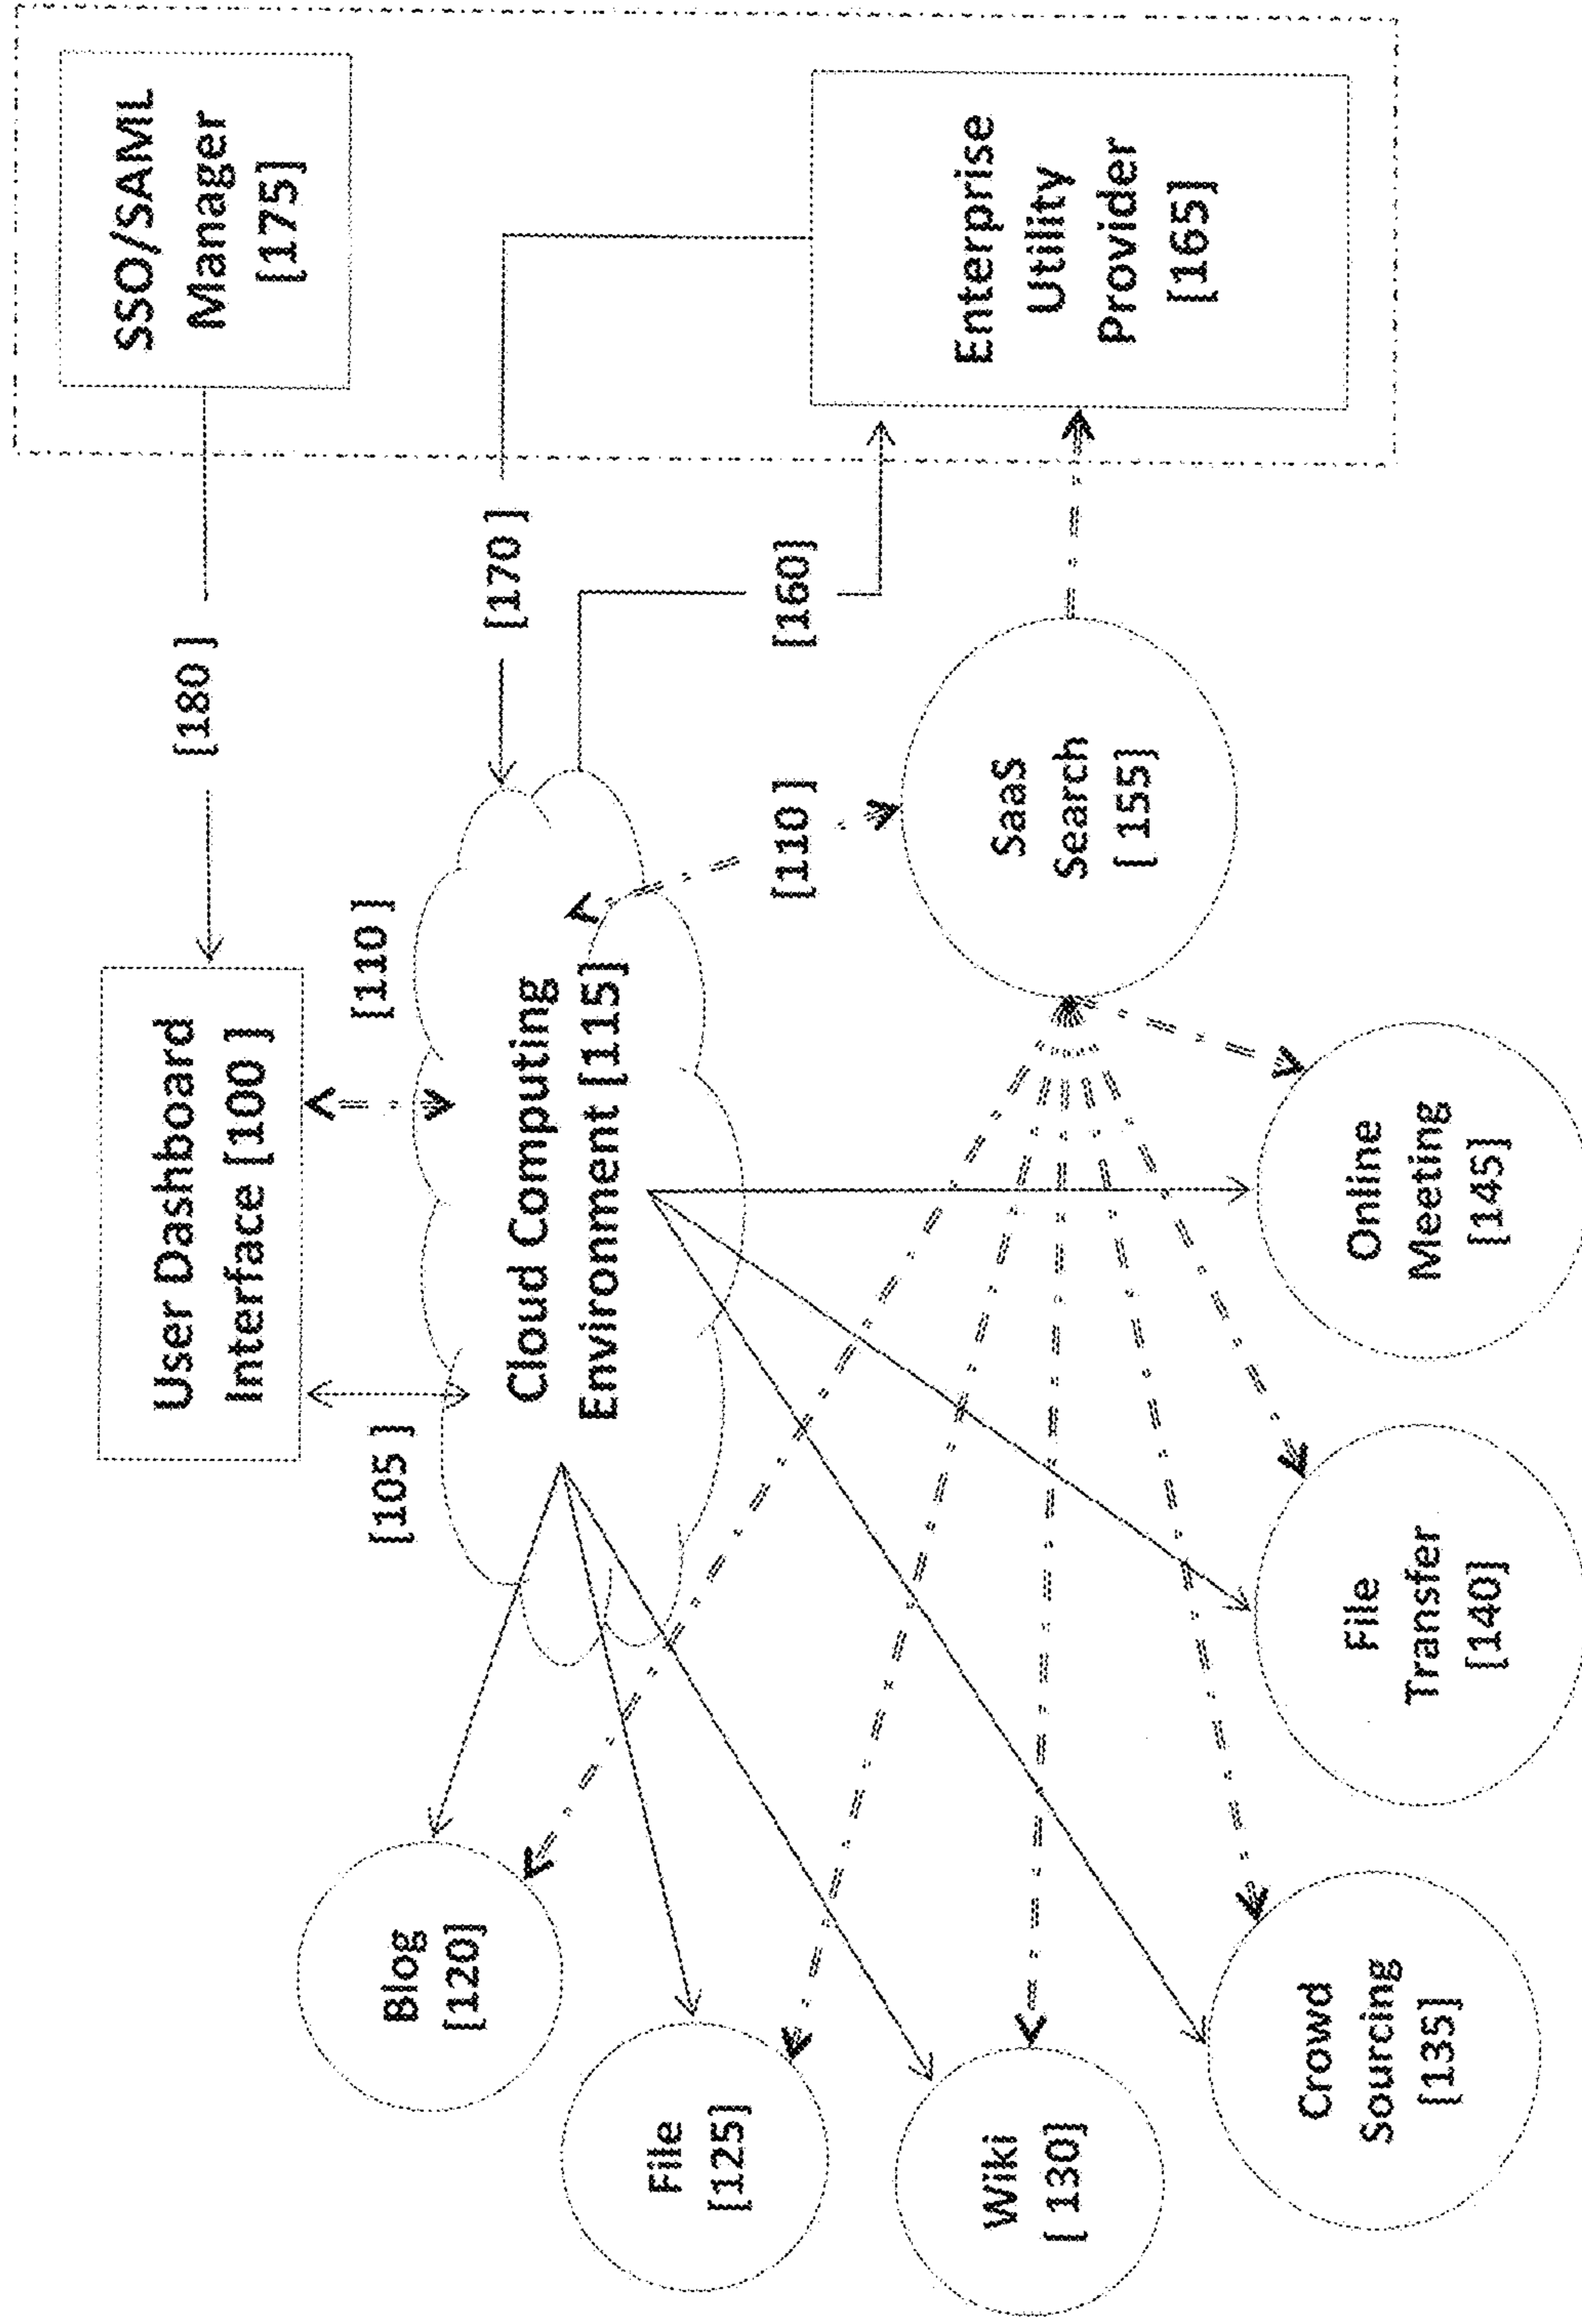 SSO/SAML
Manager
[175]
[180 ]
User Dashboard
Interface [100 ]
[170 ]
[110 ]
[105 ]
Cloud Computing
Environment [115]
[160]
[110 ]
Enterprise
Utility
Provider
[165]
SaaS
Search
[ 155]
Blog
[120]
File
[125]
Wiki
[ 130]
Crowd
Sourcing
[135]
File
Transfer
[140]
Online
Meeting
[145]